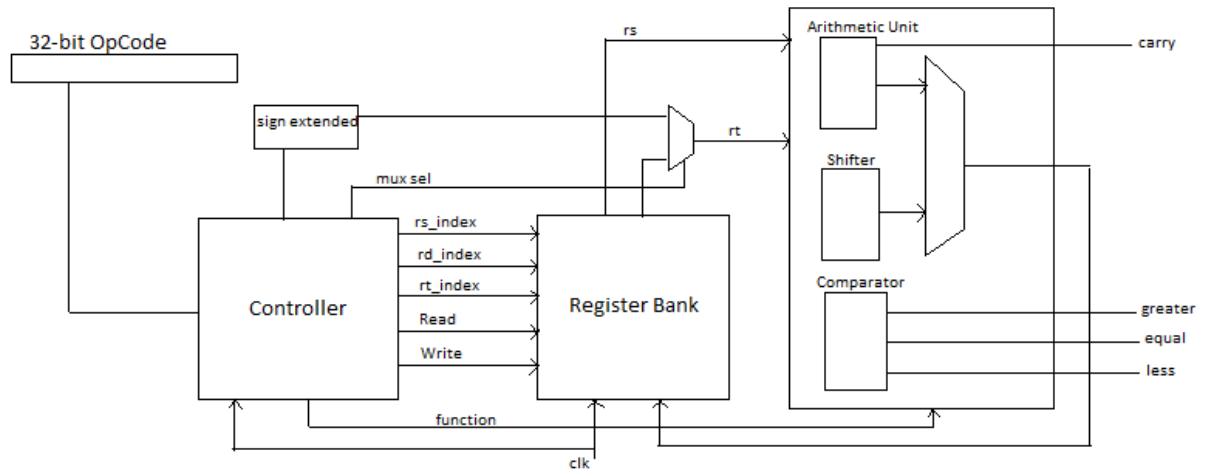 32-bit OpCode
rs
Arithmetic Unit
carry
sign extended
rt
Shifter
mux sel
rs_index
rd_index
rt_index
Read
Write
Controller
Register Bank
Comparator
greater
equal
less
function
clk